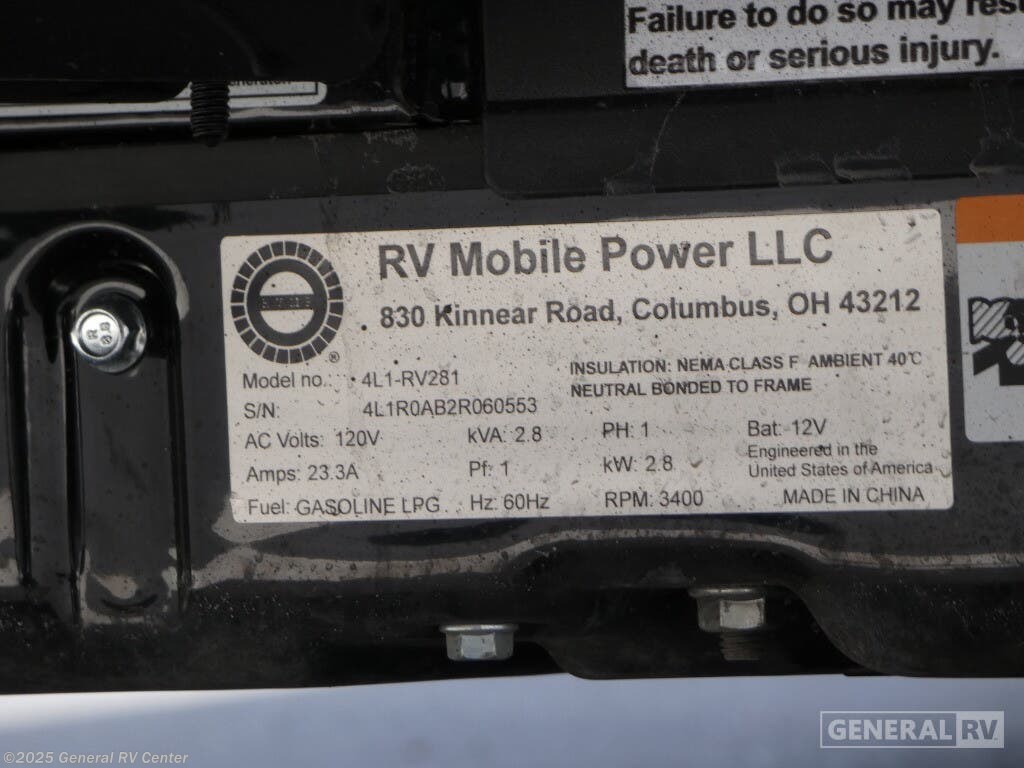 Failure to do so may
death or serious injury.
RV Mobile Power LLC
830 Kinnear Road, Columbus, OH 43212
®
Model no.: 4L1-RV281
INSULATION: NEMA CLASS F AMBIENT 40℃
NEUTRAL BONDED TO FRAME
S/N: 4L1R0AB2R060553
AC Volts: 120V kVA: 2.8 PH: 1 Bat: 12V
Engineered in the
United States of America
Amps: 23.3A Pf: 1 kW: 2.8
Fuel: GASOLINE LPG Hz: 60Hz RPM: 3400 MADE IN CHINA
GENERAL RV
©2025 General RV Center